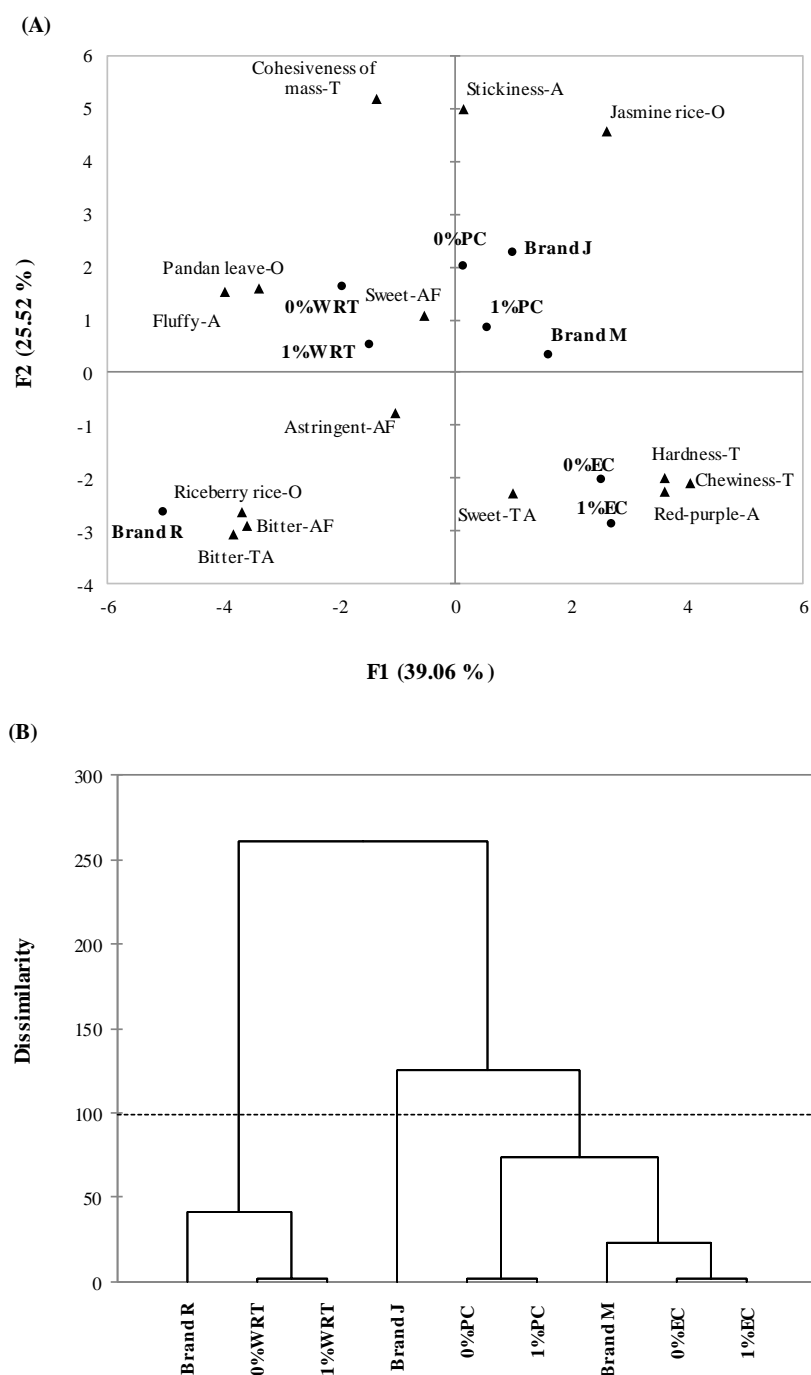 (A)
6
5
4
3
2
1
0
-1
-2
-3
-4
F2 (25.52 %)
Cohesiveness of
mass-T
Stickiness-A
Jasmine rice-O
0%PC
Brand J
Pandan leave-O
Fluffy-A
0%WRT
Sweet-AF
1%PC
Brand M
1%WRT
Astringent-AF
Hardness-T
0%EC
Chewiness-T
Riceberry rice-O
Sweet-TA
1%EC
Red-purple-A
Brand R
Bitter-AF
Bitter-TA
-6
-4
-2
0
2
4
6
F1 (39.06 %)
(B)
300
250
200
150
100
50
0
Dissimilarity
Brand R
0%WRT
1%WRT
Brand J
0%PC
1%PC
Brand M
0%EC
1%EC